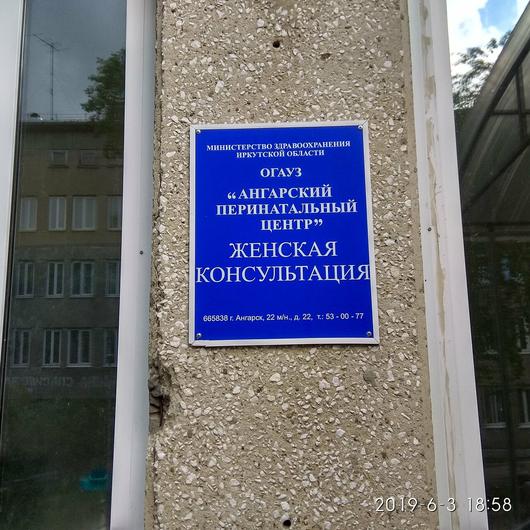 МИНИСТЕРСТВО ЗДРАВООХРАНЕНИЯ
ИРКУТСКОЙ ОБЛАСТИ
ОГАУЗ
“АНГАРСКИЙ
ПЕРИНАТАЛЬНЫЙ
ЦЕНТР”
ЖЕНСКАЯ
КОНСУЛЬТАЦИЯ
665838 г. Ангарск, 22 м/н., д. 22, т.: 53 - 00 - 77
2019-6-3 18:58